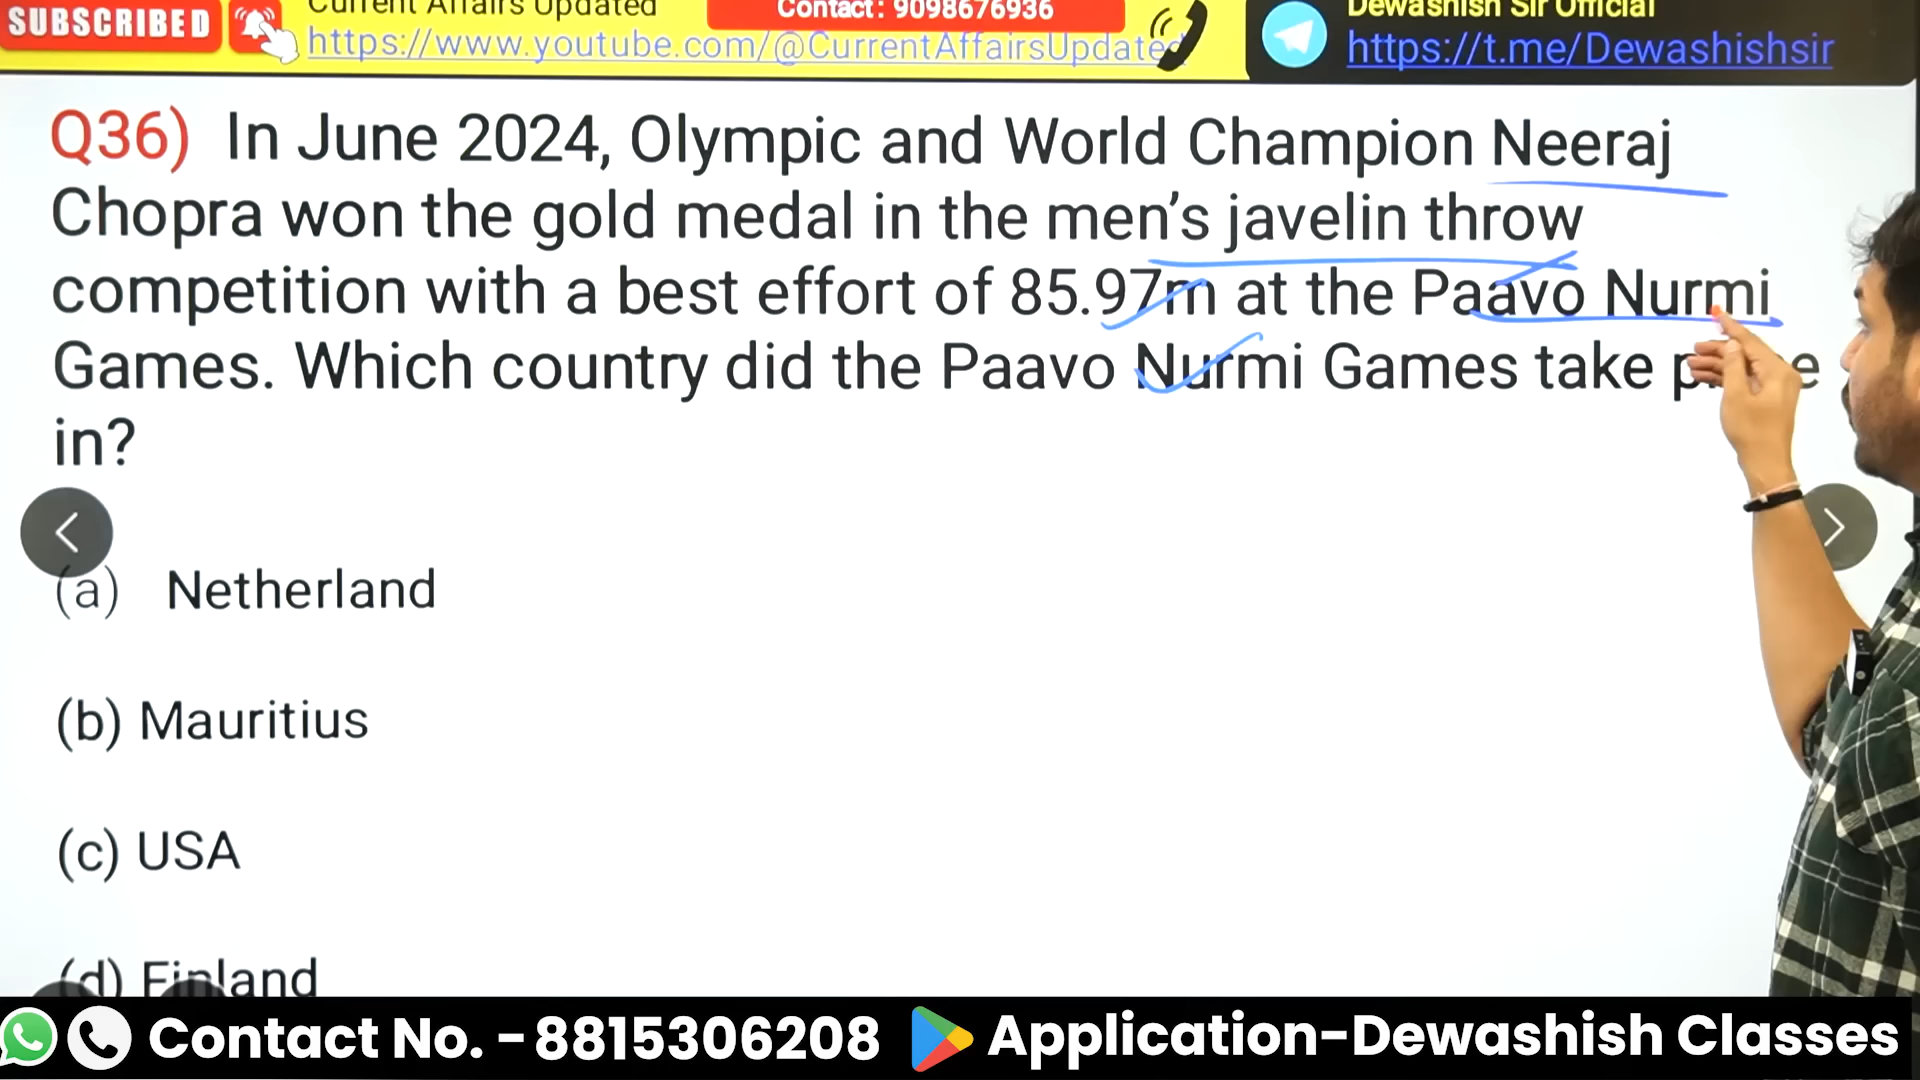 SUBSCRIBED
Current Affairs Updated
https://www.youtube.com/@CurrentAffairsUpdated
Contact: 9098676936
Dewashish Sir Official
https://t.me/Dewashishsir
Q36) In June 2024, Olympic and World Champion Neeraj
Chopra won the gold medal in the men's javelin throw
competition with a best effort of 85.97m at the Paavo Nurmi
Games. Which country did the Paavo Nurmi Games take place
in?
(a) Netherland
(b) Mauritius
(c) USA
(d) Finland
Contact No. - 8815306208
Application-Dewashish Classes